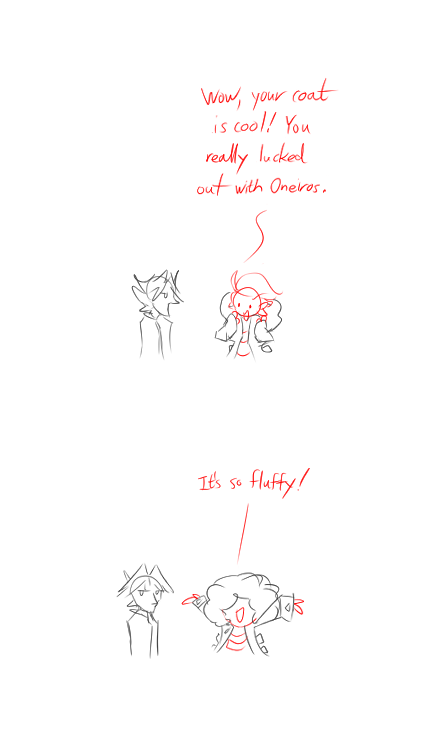 Wow, your coat
is cool! You
really lucked
out with Oneiros.
It's so fluffy!